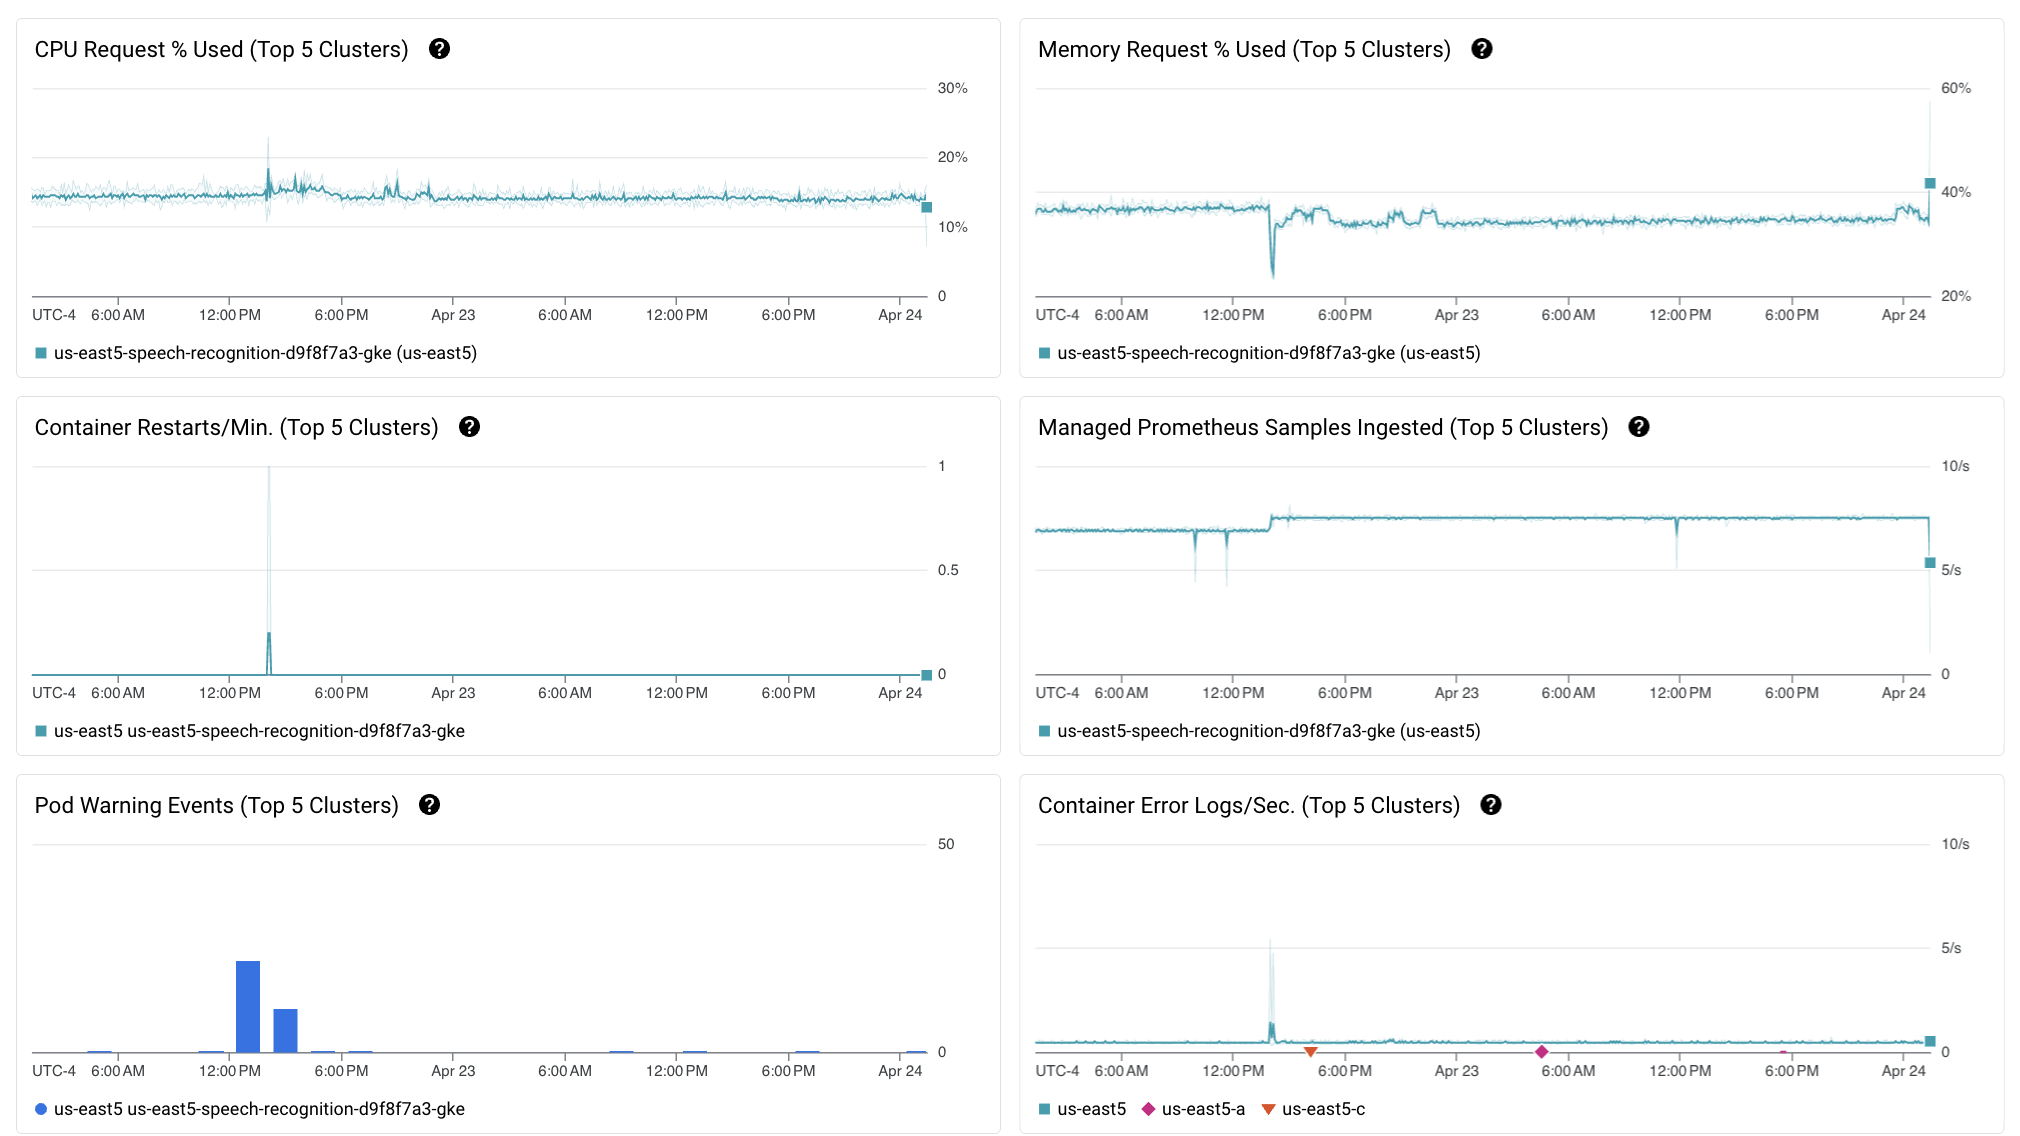 CPU Request % Used (Top 5 Clusters) ?
30%
20%
10%
0
UTC-4 6:00 AM 12:00 PM 6:00 PM Apr 23 6:00 AM 12:00 PM 6:00 PM Apr 24
us-east5-speech-recognition-d9f8f7a3-gke (us-east5)
Memory Request % Used (Top 5 Clusters) ?
60%
40%
20%
UTC-4 6:00 AM 12:00 PM 6:00 PM Apr 23 6:00 AM 12:00 PM 6:00 PM Apr 24
us-east5-speech-recognition-d9f8f7a3-gke (us-east5)
Container Restarts/Min. (Top 5 Clusters) ?
1
0.5
0
UTC-4 6:00 AM 12:00 PM 6:00 PM Apr 23 6:00 AM 12:00 PM 6:00 PM Apr 24
us-east5 us-east5-speech-recognition-d9f8f7a3-gke
Managed Prometheus Samples Ingested (Top 5 Clusters) ?
10/s
5/s
0
UTC-4 6:00 AM 12:00 PM 6:00 PM Apr 23 6:00 AM 12:00 PM 6:00 PM Apr 24
us-east5-speech-recognition-d9f8f7a3-gke (us-east5)
Pod Warning Events (Top 5 Clusters) ?
50
0
UTC-4 6:00 AM 12:00 PM 6:00 PM Apr 23 6:00 AM 12:00 PM 6:00 PM Apr 24
us-east5 us-east5-speech-recognition-d9f8f7a3-gke
Container Error Logs/Sec. (Top 5 Clusters) ?
10/s
5/s
0
UTC-4 6:00 AM 12:00 PM 6:00 PM Apr 23 6:00 AM 12:00 PM 6:00 PM Apr 24
us-east5 us-east5-a us-east5-c